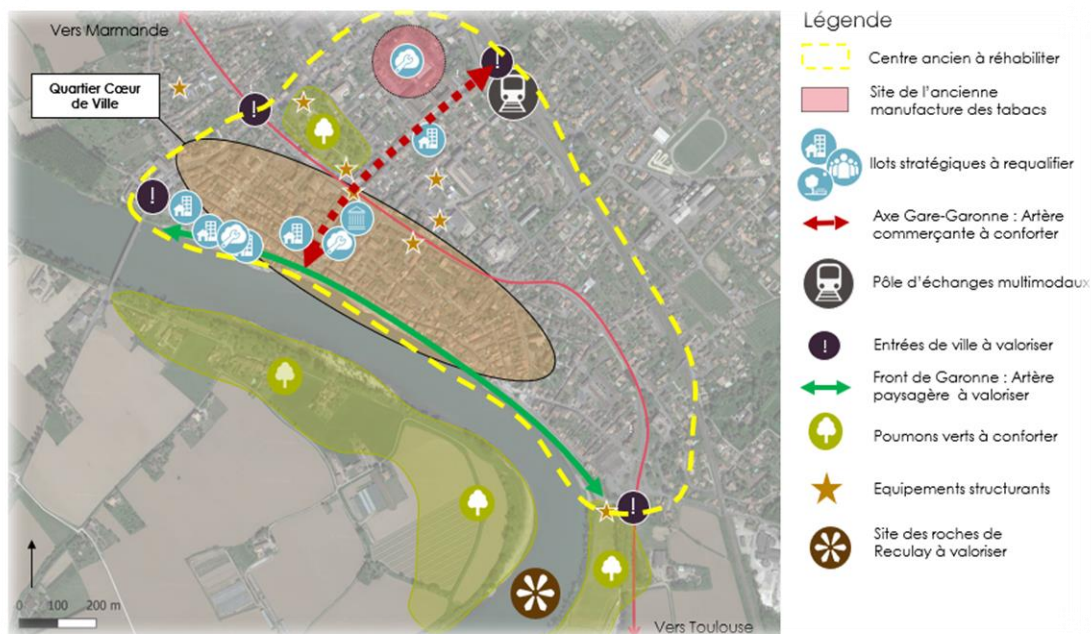 Vers Marmande
Quartier Cœur
de Ville
0 100 200 m
Vers Toulouse
Légende
Centre ancien à réhabiliter
Site de l'ancienne
manufacture des tabacs
Ilots stratégiques à requalifier
Axe Gare-Garonne : Artère
commerçante à conforter
Pôle d'échanges multimodaux
Entrées de ville à valoriser
Front de Garonne : Artère
paysagère à valoriser
Poumons verts à conforter
Equipements structurants
Site des roches de
Reculay à valoriser